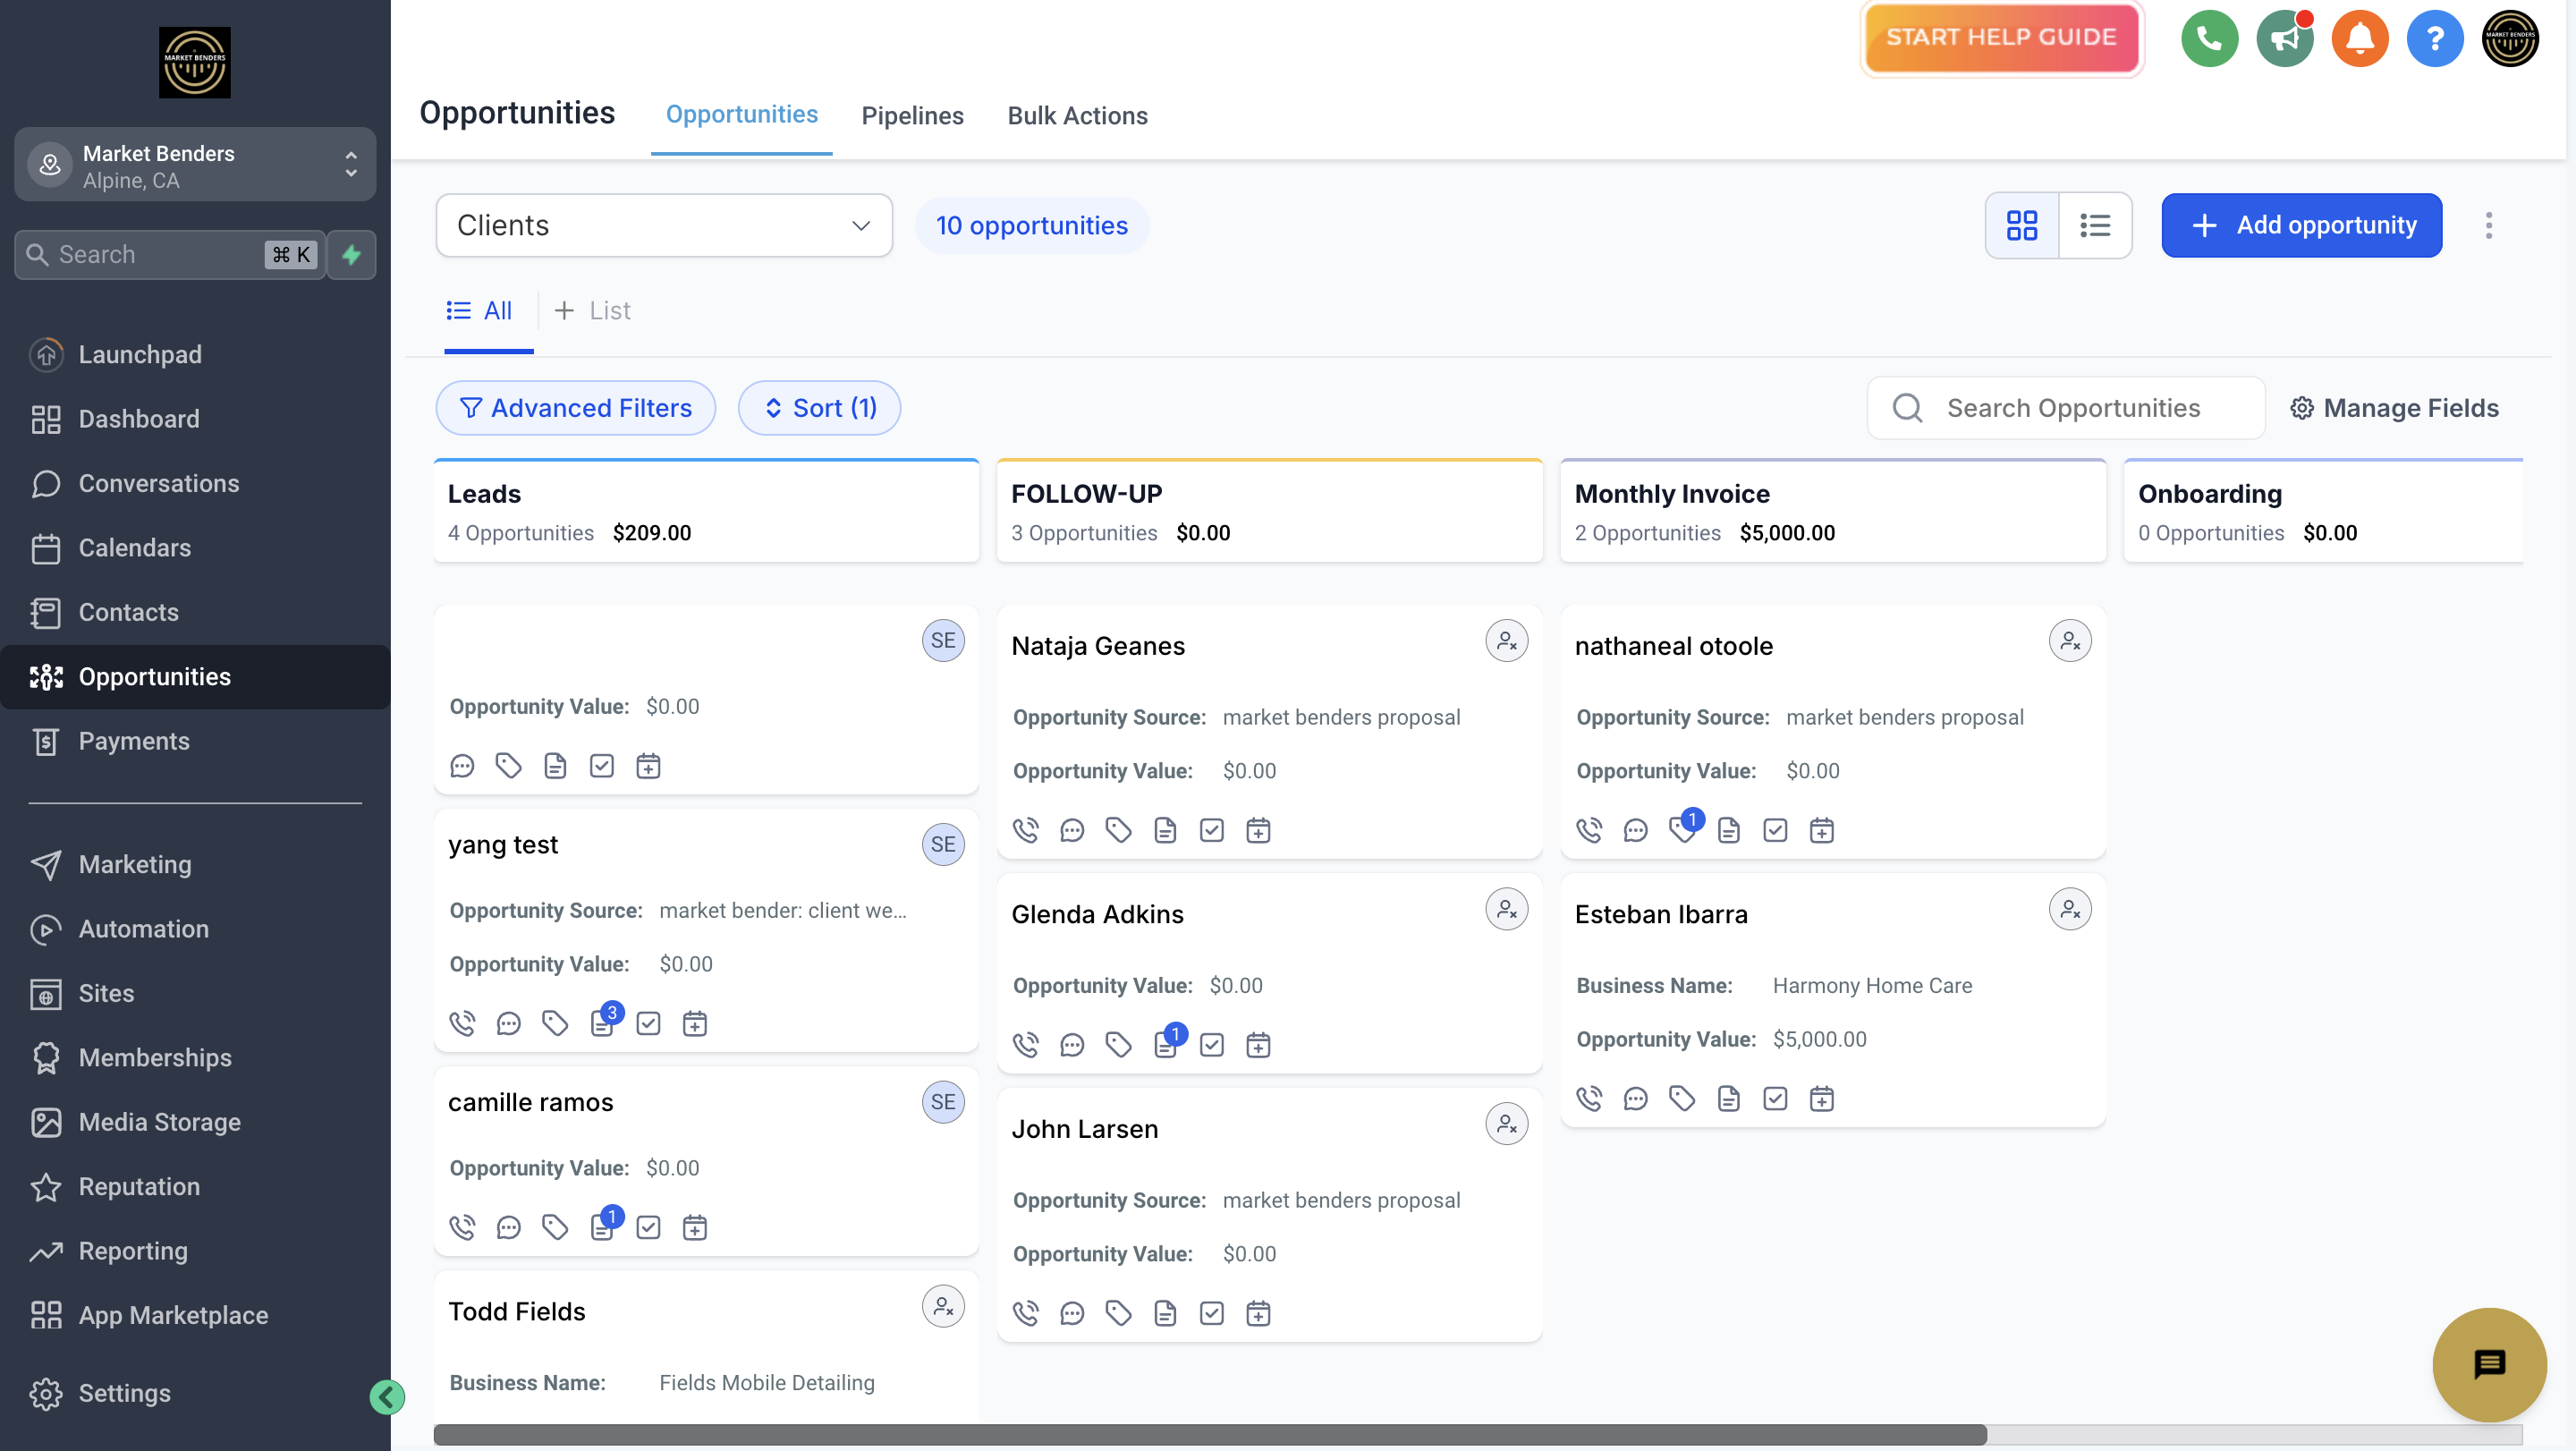 MARKET BENDERS
Market Benders
Alpine, CA
Search
⌘ K
Launchpad
Dashboard
Conversations
Calendars
Contacts
Opportunities
Payments
Marketing
Automation
Sites
Memberships
Media Storage
Reputation
Reporting
App Marketplace
Settings
START HELP GUIDE
?
MARKET BENDERS
Opportunities
Opportunities
Pipelines
Bulk Actions
Clients
10 opportunities
Add opportunity
All
List
Advanced Filters
Sort (1)
Search Opportunities
Manage Fields
Leads
4 Opportunities $209.00
SE
Opportunity Value: $0.00
yang test
SE
Opportunity Source: market bender: client we...
Opportunity Value: $0.00
3
camille ramos
SE
Opportunity Value: $0.00
1
Todd Fields
Business Name: Fields Mobile Detailing
FOLLOW-UP
3 Opportunities $0.00
Nataja Geanes
Opportunity Source: market benders proposal
Opportunity Value: $0.00
Glenda Adkins
Opportunity Value: $0.00
1
John Larsen
Opportunity Source: market benders proposal
Opportunity Value: $0.00
Monthly Invoice
2 Opportunities $5,000.00
nathaneal otoole
Opportunity Source: market benders proposal
Opportunity Value: $0.00
1
Esteban Ibarra
Business Name: Harmony Home Care
Opportunity Value: $5,000.00
Onboarding
0 Opportunities $0.00